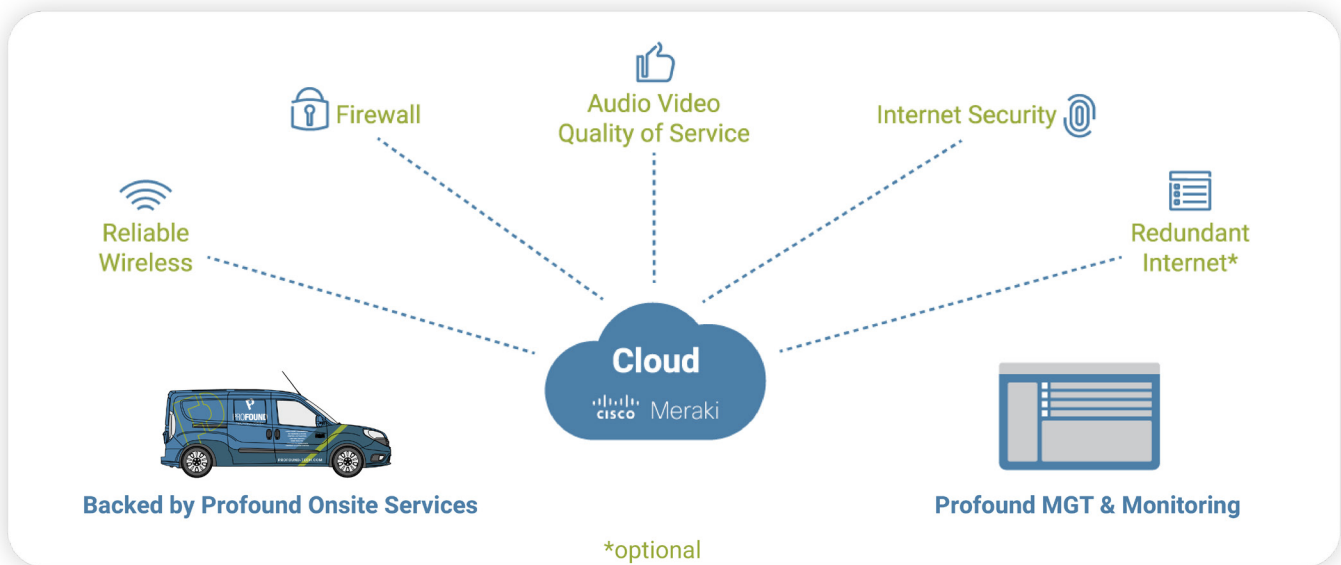 Audio Video
Quality of Service
Firewall
Internet Security
Reliable
Wireless
Redundant
Internet*
Cloud
CISCO Meraki
PROFOUND
Backed by Profound Onsite Services
Profound MGT & Monitoring
*optional